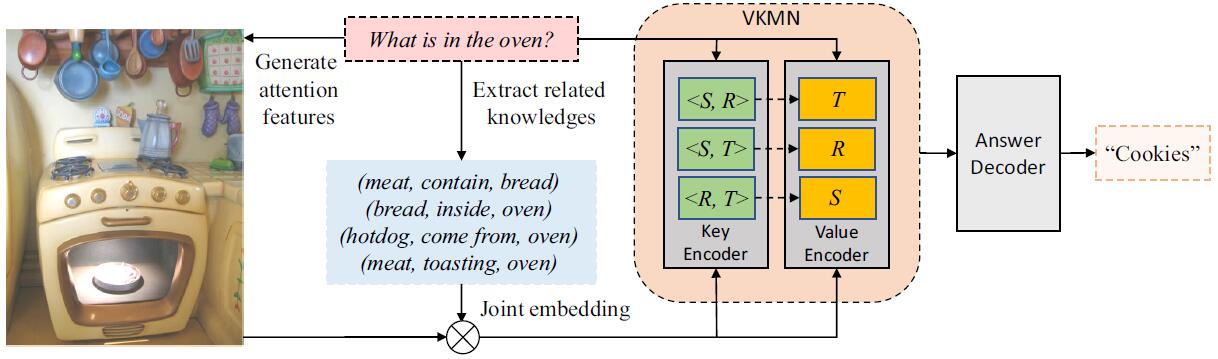 What is in the oven?
Generate
attention
features
Extract related
knowledges
(meat, contain, bread)
(bread, inside, oven)
(hotdog, come from, oven)
(meat, toasting, oven)
Joint embedding
VKMN
<S, R>
T
<S, T>
R
<R, T>
S
Key
Encoder
Value
Encoder
Answer
Decoder
“Cookies”